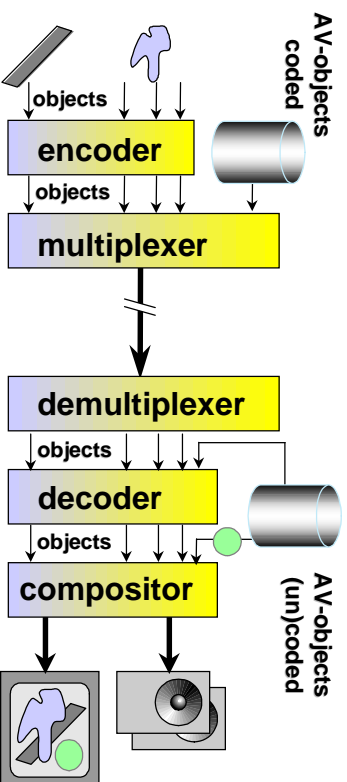 AV-objects
coded
objects
encoder
objects
multiplexer
demultiplexer
objects
decoder
objects
compositor
AV-objects
(un)coded